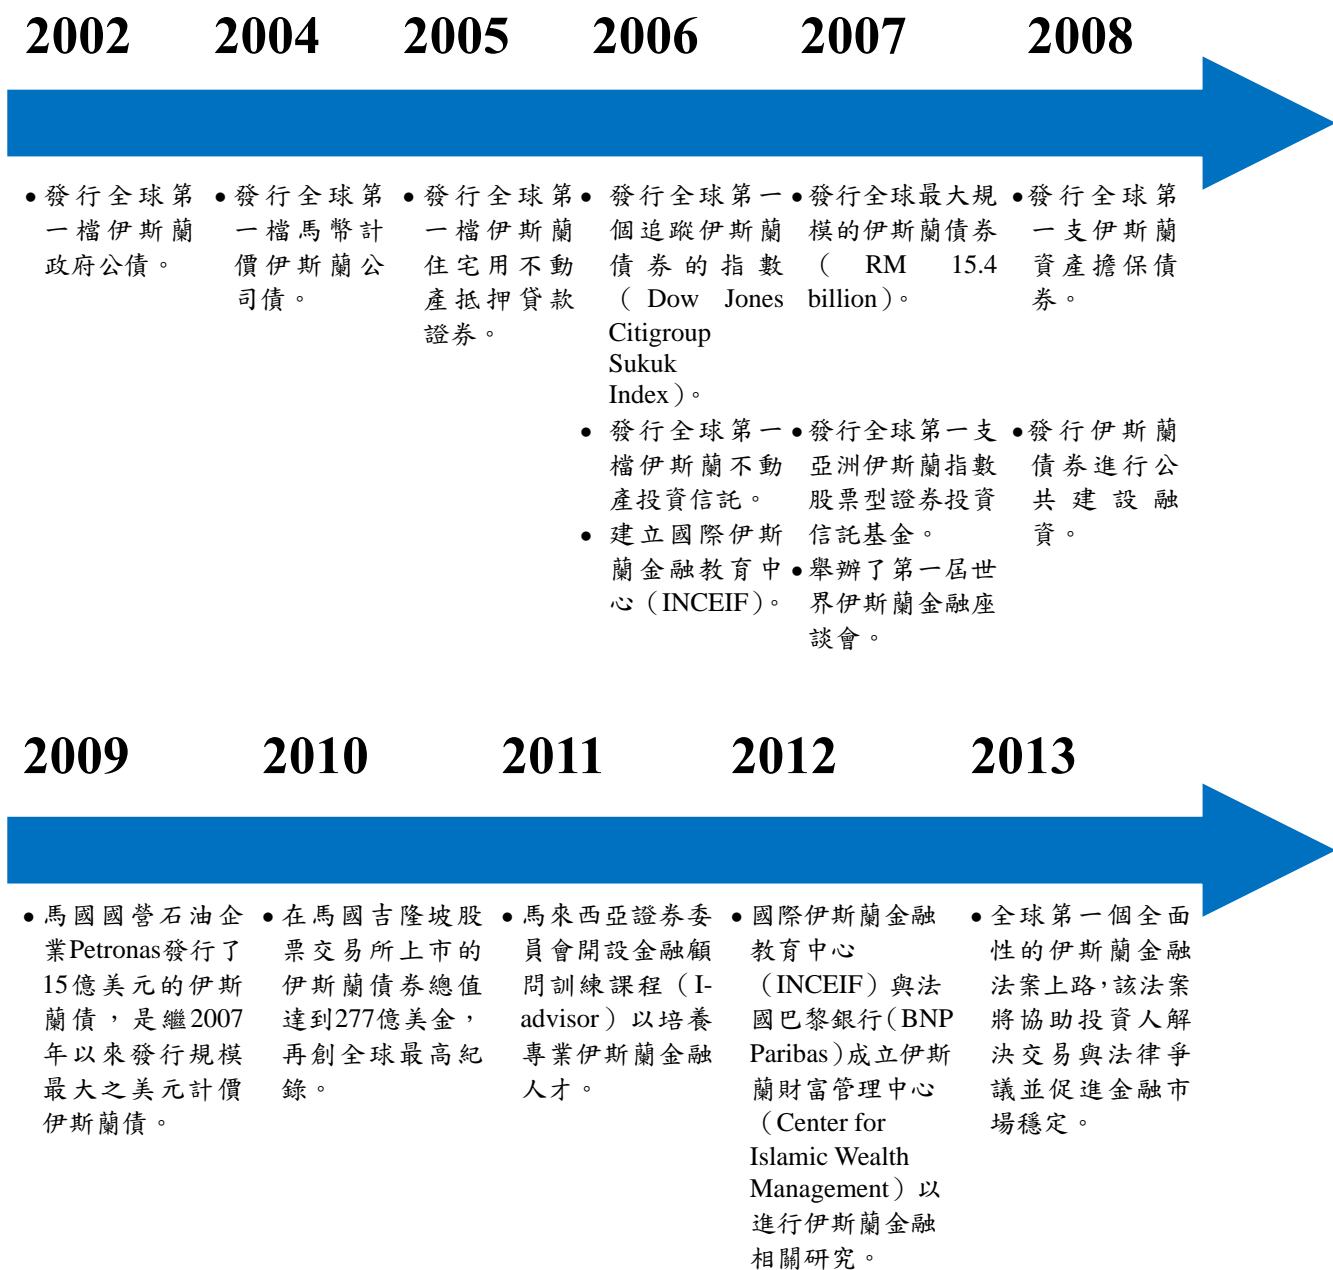 2002
2004
2005
2006
2007
2008
•發行全球第
一檔伊斯蘭
政府公債。
•發行全球第
一檔馬幣計
價伊斯蘭公
司債。
•發行全球第
一檔伊斯蘭
住宅用不動
產抵押貸款
證券。
• 發行全球第一
個追蹤伊斯蘭
債券的指數
（Dow Jones
Citigroup
Sukuk
Index）。
• 發行全球第一
檔伊斯蘭不動
產投資信託。
• 建立國際伊斯
蘭金融教育中
心（INCEIF）。
•發行全球最大規
模的伊斯蘭債券
（ RM 15.4
billion）。
•發行全球第一支
亞洲伊斯蘭指數
股票型證券投資
信託基金。
•舉辦了第一屆世
界伊斯蘭金融座
談會。
•發行全球第
一支伊斯蘭
資產擔保債
券。
•發行伊斯蘭
債券進行公
共建設融
資。
2009
2010
2011
2012
2013
• 馬國國營石油企
業Petronas發行了
15億美元的伊斯
蘭債，是繼2007
年以來發行規模
最大之美元計價
伊斯蘭債。
• 在馬國吉隆坡股
票交易所上市的
伊斯蘭債券總值
達到277億美金，
再創全球最高紀
錄。
• 馬來西亞證券委
員會開設金融顧
問訓練課程（I-
advisor）以培養
專業伊斯蘭金融
人才。
• 國際伊斯蘭金融
教育中心
（INCEIF）與法
國巴黎銀行（BNP
Paribas）成立伊斯
蘭財富管理中心
（Center for
Islamic Wealth
Management）以
進行伊斯蘭金融
相關研究。
• 全球第一個全面
性的伊斯蘭金融
法案上路，該法案
將協助投資人解
決交易與法律爭
議並促進金融市
場穩定。